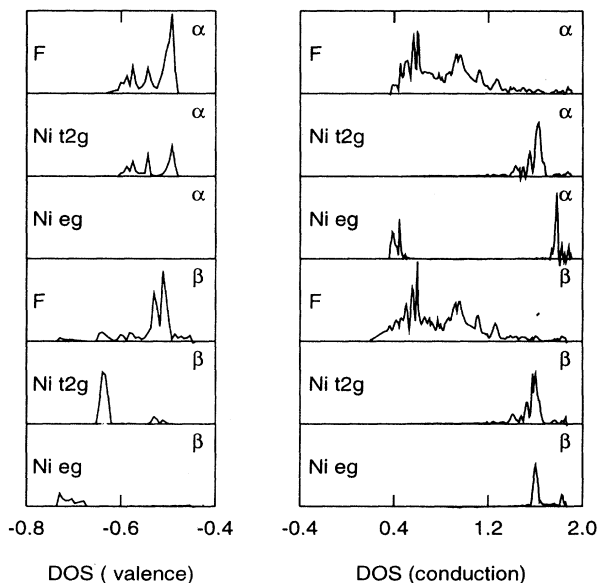 F α α
Ni t2g α F α
Ni eg α Ni t2g α
F β Ni eg α
Ni t2g β F β
Ni eg β Ni t2g β
Ni eg β
-0.8 -0.6 -0.4 -0.4 0.4 1.2 2.0
DOS ( valence) DOS (conduction)